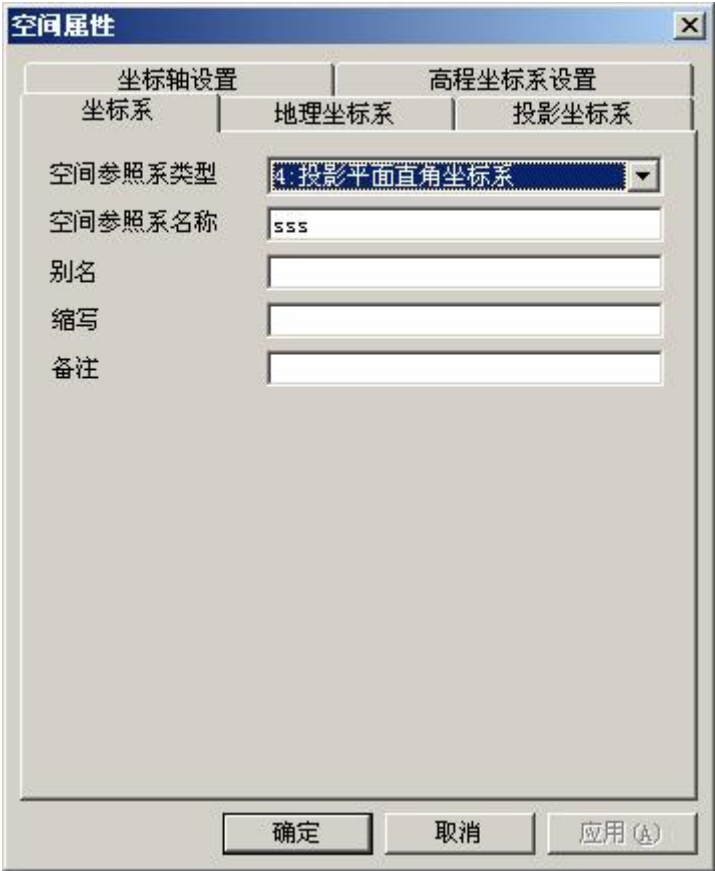 空间属性
坐标轴设置 高程坐标系设置
坐标系 地理坐标系 投影坐标系
空间参照系类型 4:投影平面直角坐标系
空间参照系名称 sss
别名
缩写
备注
确定 取消 应用(A)